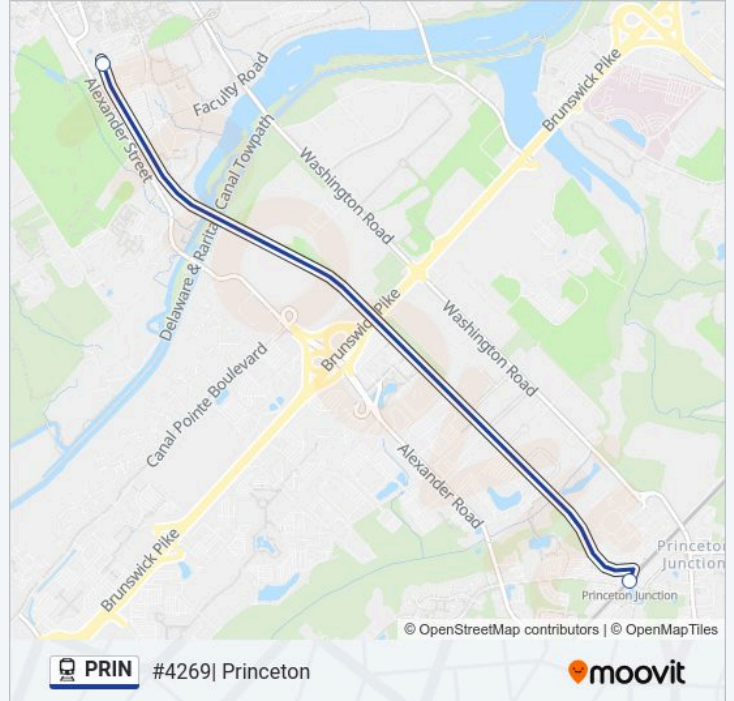 Faculty Road
Alexander Street
Brunswick Pike
Delaware & Raritan Canal Towpath
Washington Road
Brunswick Pike
Washington Road
Canal Pointe Boulevard
Alexander Road
Brunswick Pike
Princeton
Junction
Princeton Junction
© OpenStreetMap contributors | © OpenMapTiles
PRIN #4269| Princeton
moovit